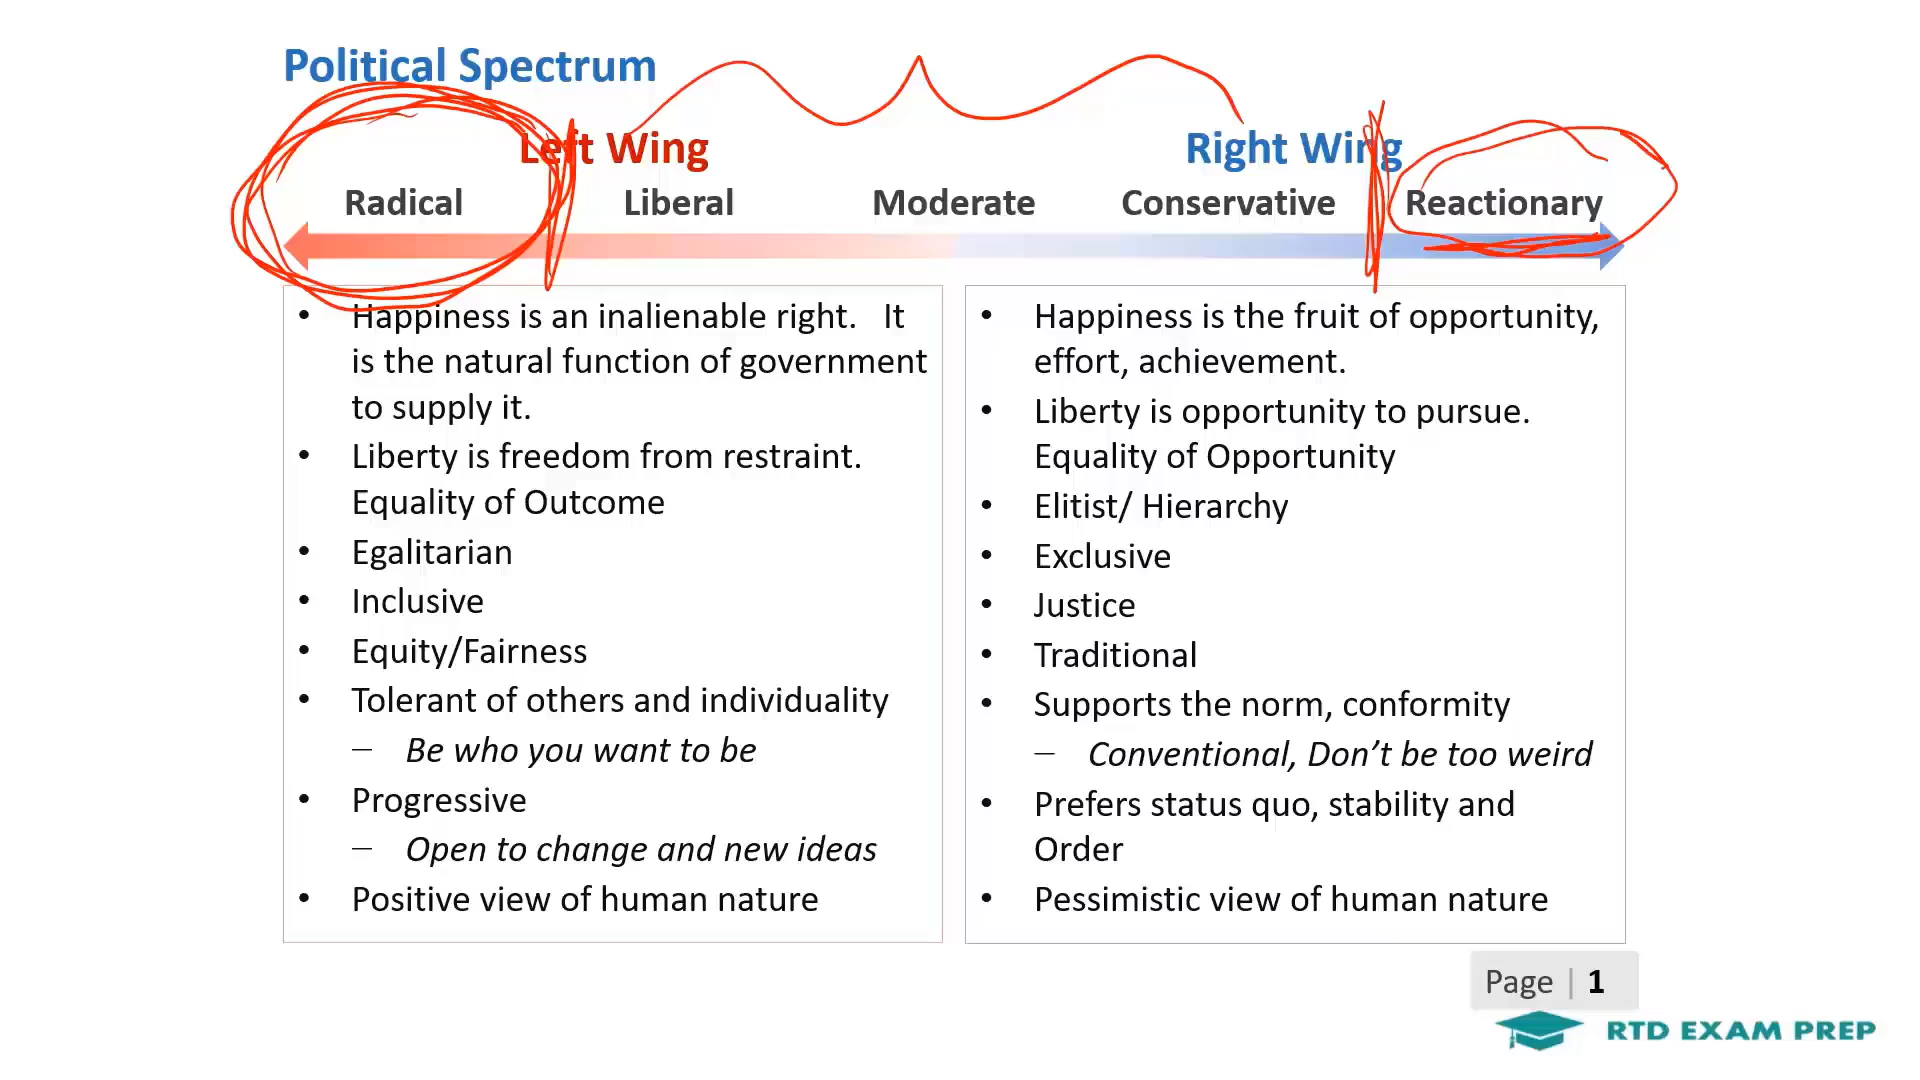 Political Spectrum
Left Wing Right Wing
Radical Liberal Moderate Conservative Reactionary
• Happiness is an inalienable right. It
is the natural function of government
to supply it.
• Liberty is freedom from restraint.
Equality of Outcome
• Egalitarian
• Inclusive
• Equity/Fairness
• Tolerant of others and individuality
– Be who you want to be
• Progressive
– Open to change and new ideas
• Positive view of human nature
• Happiness is the fruit of opportunity,
effort, achievement.
• Liberty is opportunity to pursue.
Equality of Opportunity
• Elitist/ Hierarchy
• Exclusive
• Justice
• Traditional
• Supports the norm, conformity
– Conventional, Don’t be too weird
• Prefers status quo, stability and
Order
• Pessimistic view of human nature
Page | 1
RTD EXAM PREP